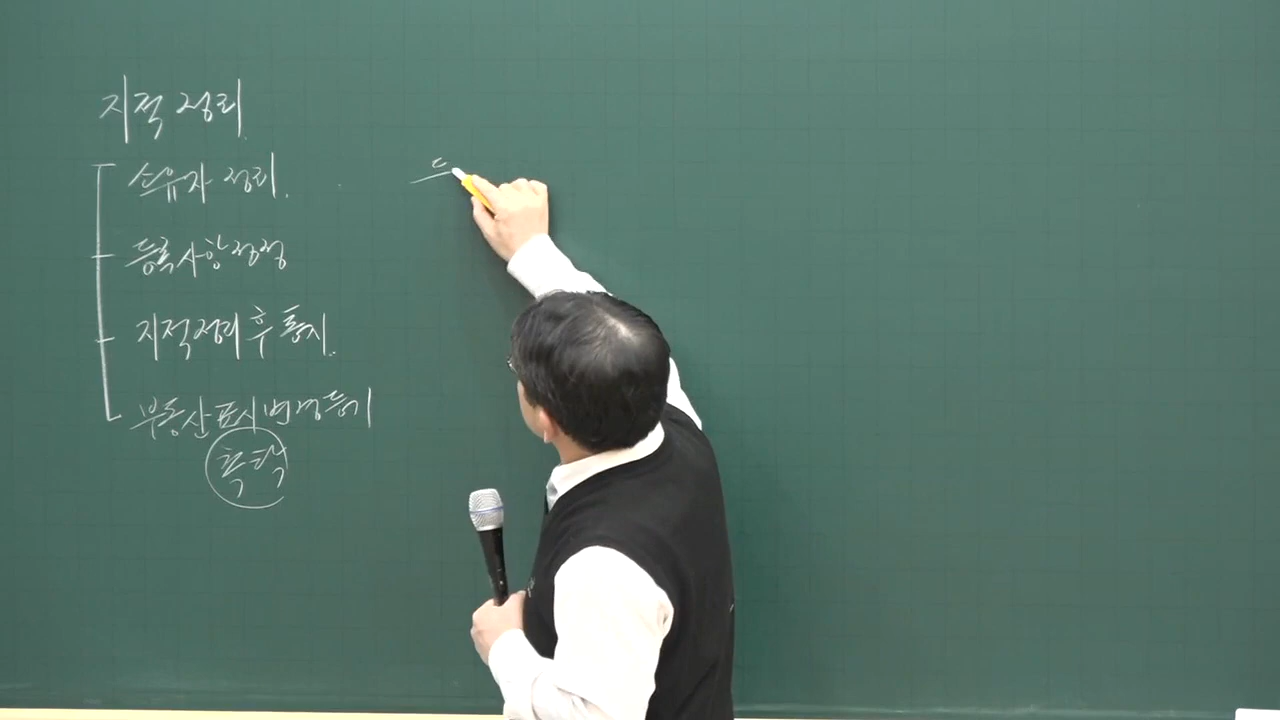 지적 정리
소유자 정리.
등록사항 정정
지적정리 후 통지.
부동산표시변경등기
촉탁